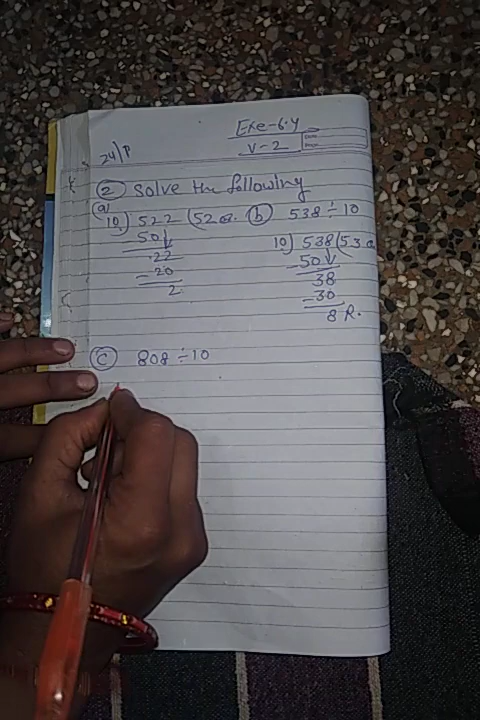 Exe-6.4
24/P
V-2
② Solve the following
(a) 10) 522 (52 Q.
50↓
22
- 20
2
(b) 538 ÷ 10
10) 538 (53 Q
- 50↓
38
- 30
8 R.
(c) 808 ÷ 10